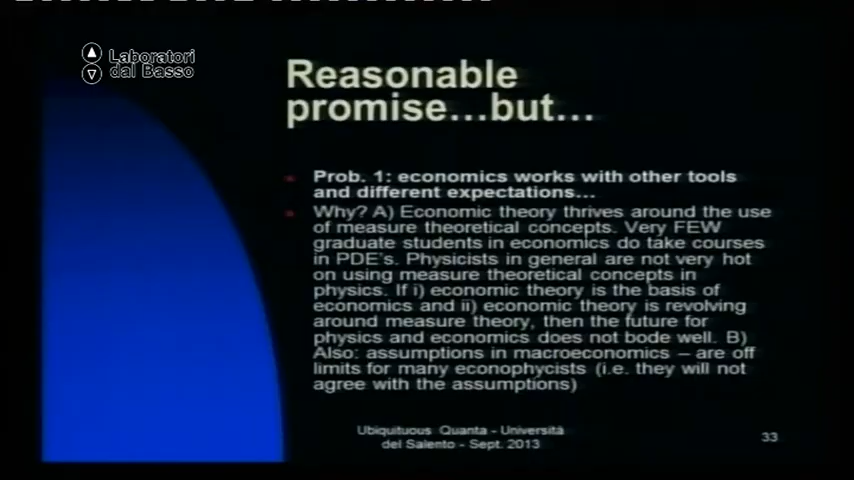 Laboratori
dal Basso
Reasonable
promise...but...
Prob. 1: economics works with other tools
and different expectations...
Why? A) Economic theory thrives around the use
of measure theoretical concepts. Very FEW
graduate students in economics do take courses
in PDE's. Physicists in general are not very hot
on using measure theoretical concepts in
physics. If i) economic theory is the basis of
economics and ii) economic theory is revolving
around measure theory, then the future for
physics and economics does not bode well. B)
Also: assumptions in macroeconomics – are off
limits for many econophycists (i.e. they will not
agree with the assumptions)
Ubiquituous Quanta - Università
del Salento - Sept. 2013
33